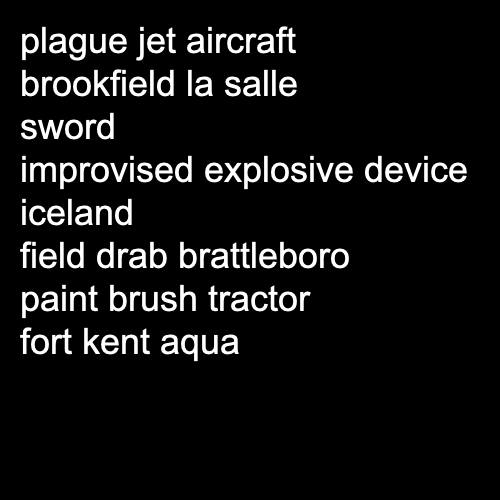 plague jet aircraft
brookfield la salle
sword
improvised explosive device
iceland
field drab brattleboro
paint brush tractor
fort kent aqua